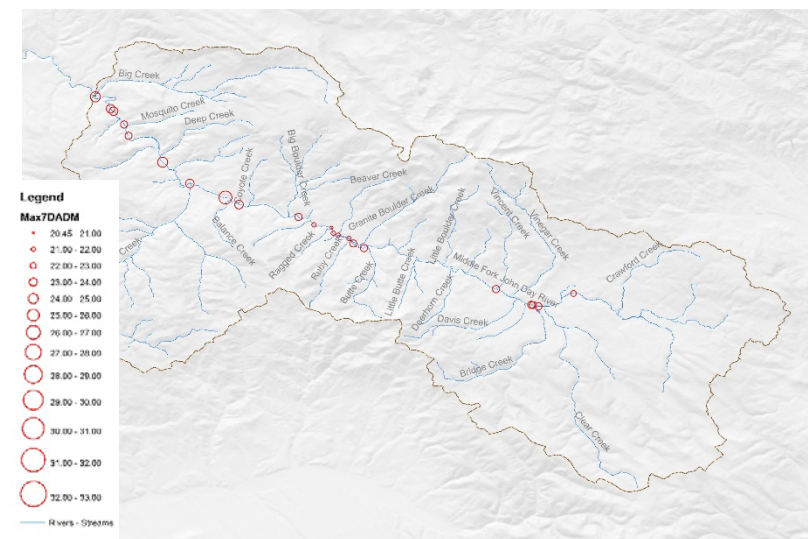 Big Creek
Mosquito Creek
Deep Creek
Big Boulder Creek
Coyote Creek
Beaver Creek
Granite Boulder Creek
Vincent Creek
Vinegar Creek
Little Boulder Creek
Balance Creek
Ragged Creek
Ruby Creek
Butte Creek
Little Butte Creek
Middle Fork John Day River
Crawford Creek
Deerhorn Creek
Davis Creek
Bridge Creek
Clear Creek
Creek
Legend
Max7DADM
20.45 - 21.00
21.00 - 22.00
22.00 - 23.00
23.00 - 24.00
24.00 - 25.00
25.00 - 26.00
26.00 - 27.00
27.00 - 28.00
28.00 - 29.00
29.00 - 30.00
30.00 - 31.00
31.00 - 32.00
32.00 - 33.00
Rivers - Streams